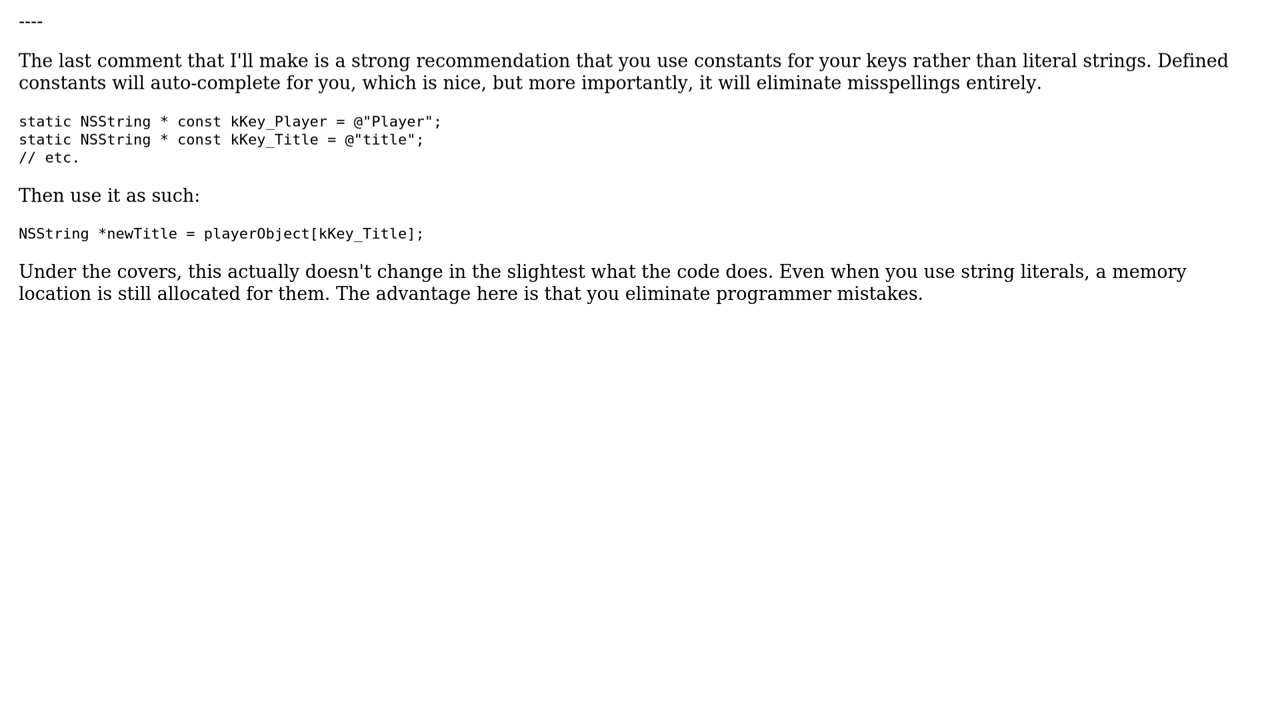 ----
The last comment that I'll make is a strong recommendation that you use constants for your keys rather than literal strings. Defined
constants will auto-complete for you, which is nice, but more importantly, it will eliminate misspellings entirely.
static NSString * const kKey_Player = @"Player";
static NSString * const kKey_Title = @"title";
// etc.
Then use it as such:
NSString *newTitle = playerObject[kKey_Title];
Under the covers, this actually doesn't change in the slightest what the code does. Even when you use string literals, a memory
location is still allocated for them. The advantage here is that you eliminate programmer mistakes.